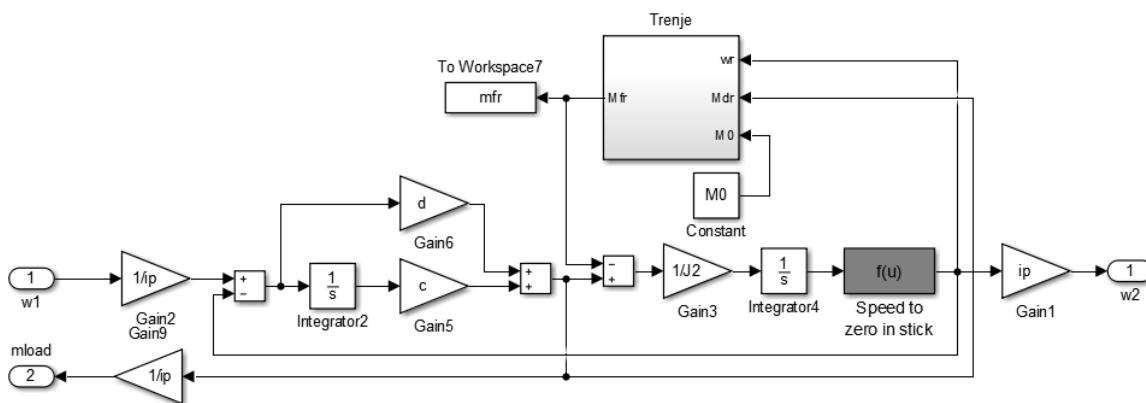 Trenje
wr
To Workspace7
mfr
Mfr
Mdr
M0
M0
Constant
d
Gain6
1
w1
1/ip
Gain2
Gain9
+
−
1
s
Integrator2
c
Gain5
+
+
−
+
1/J2
Gain3
1
s
Integrator4
f(u)
Speed to
zero in stick
ip
Gain1
1
w2
mload
2
1/ip